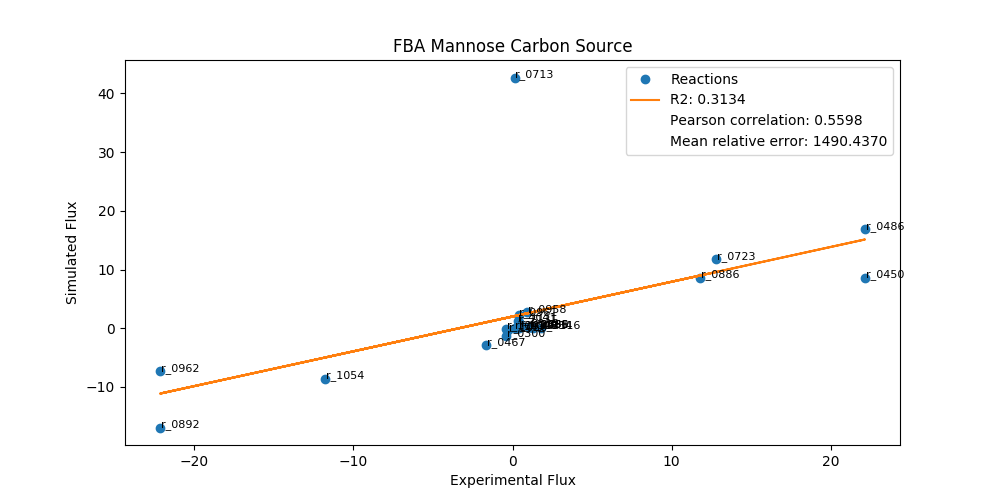 FBA Mannose Carbon Source
r_0713
Reactions
R2: 0.3134
Pearson correlation: 0.5598
Mean relative error: 1490.4370
40
30
20
10
0
−10
Simulated Flux
r_0486
r_0723
r_0886
r_0450
r_0958
r_0467
r_0300
r_0962
r_1054
r_0892
−20
−10
0
10
20
Experimental Flux